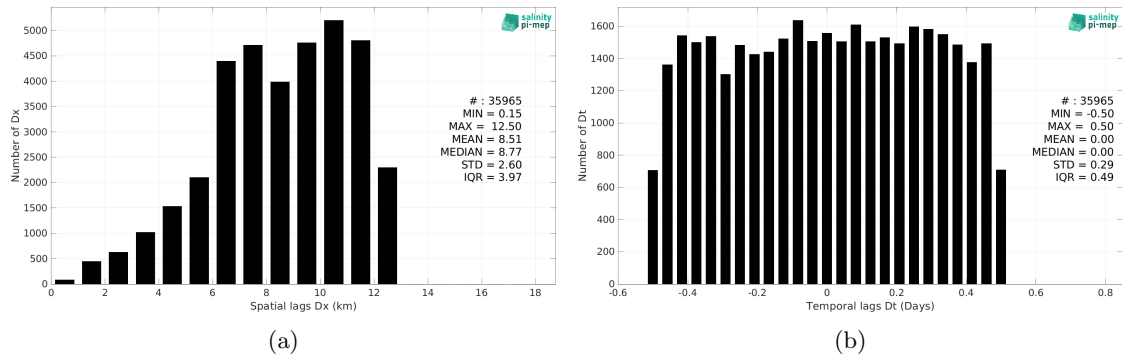 salinity
pi-mep
5000
4500
4000
3500
3000
2500
2000
1500
1000
500
0
Number of Dx
# : 35965
MIN = 0.15
MAX = 12.50
MEAN = 8.51
MEDIAN = 8.77
STD = 2.60
IQR = 3.97
0 2 4 6 8 10 12 14 16 18
Spatial lags Dx (km)
(a)
salinity
pi-mep
1600
1400
1200
1000
800
600
400
200
0
Number of Dt
# : 35965
MIN = -0.50
MAX = 0.50
MEAN = 0.00
MEDIAN = 0.00
STD = 0.29
IQR = 0.49
-0.6 -0.4 -0.2 0 0.2 0.4 0.6 0.8
Temporal lags Dt (Days)
(b)